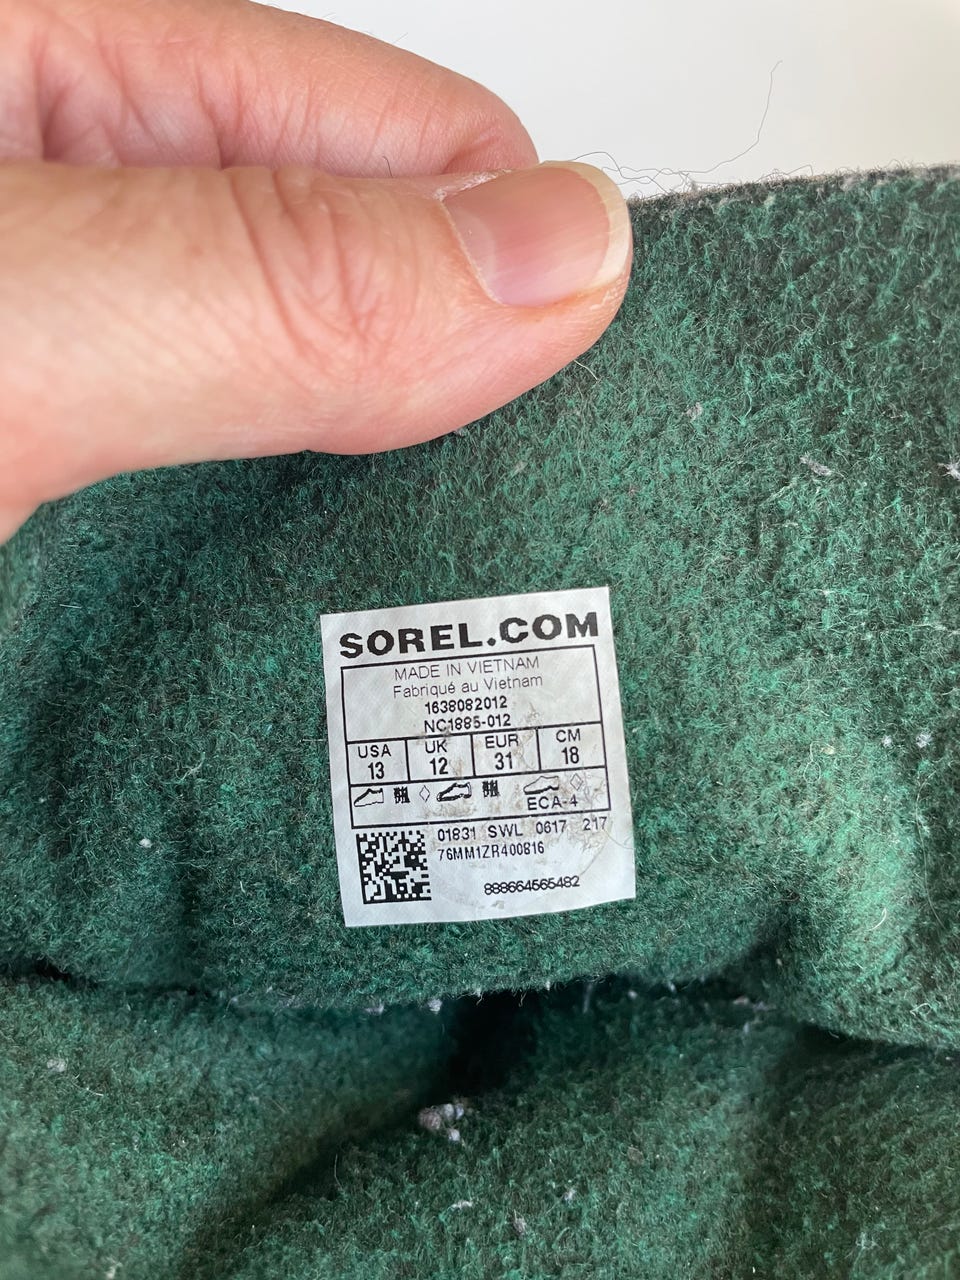 SOREL.COM
MADE IN VIETNAM
Fabriqué au Vietnam
1638082012
NC1885-012
USA UK EUR CM
13 12 31 18
ECA-4
01831 SWL 0617 217
76MM1ZR400816
888664565482